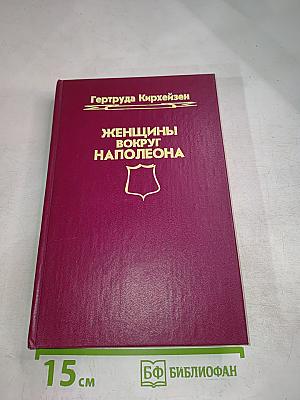 Гертруда Кирхейзен
ЖЕНЩИНЫ
ВОКРУГ
НАПОЛЕОНА
15 см
БФ БИБЛИОФАН